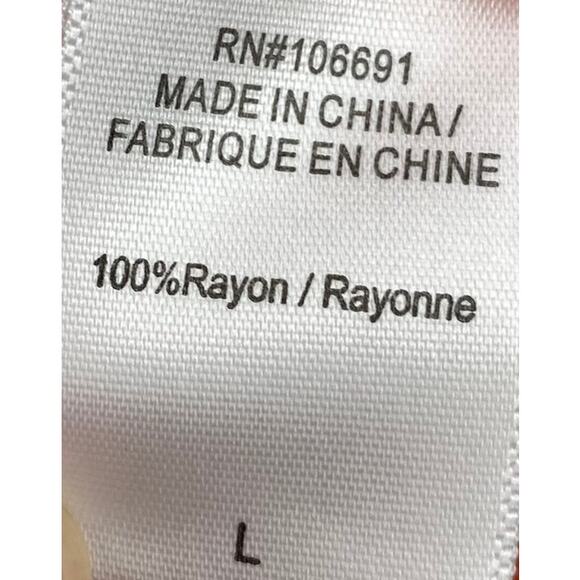 RN#106691
MADE IN CHINA/
FABRIQUE EN CHINE
100%Rayon / Rayonne
L